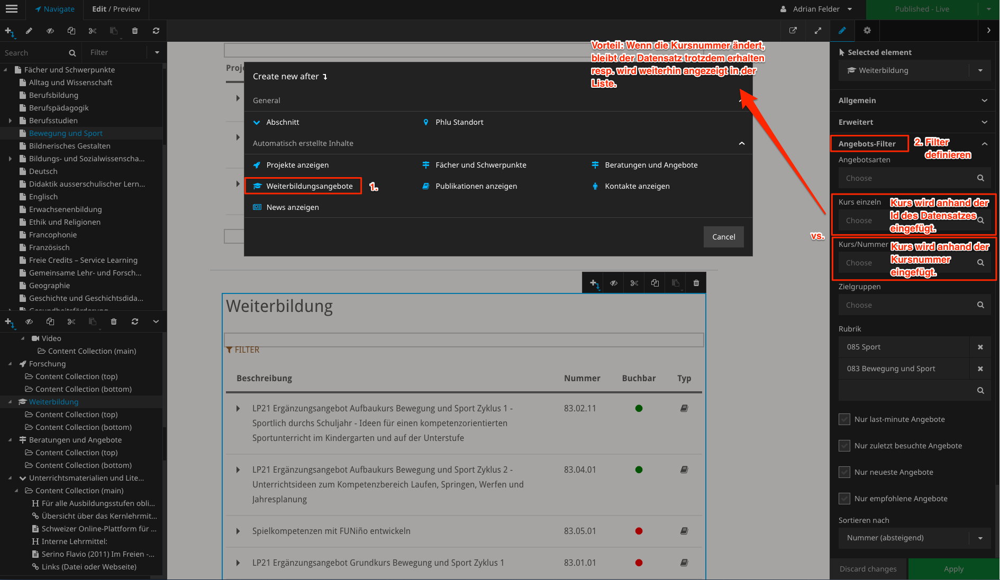 Navigate
Edit / Preview
Adrian Felder
Published - Live
Search
Filter
Fächer und Schwerpunkte
Alltag und Wissenschaft
Berufsbildung
Berufspädagogik
Berufsstudien
Bewegung und Sport
Bildnerisches Gestalten
Bildungs- und Sozialwissenscha...
Deutsch
Didaktik ausserschulischer Lern...
Englisch
Erwachsenenbildung
Ethik und Religionen
Francophonie
Französisch
Freie Credits – Service Learning
Gemeinsame Lehr- und Forsch...
Geographie
Geschichte und Geschichtsdida...
Gesundheitsförderung
Video
Content Collection (main)
Forschung
Content Collection (top)
Content Collection (bottom)
Weiterbildung
Content Collection (top)
Content Collection (bottom)
Beratungen und Angebote
Content Collection (top)
Content Collection (bottom)
Unterrichtsmaterialien und Lite...
Content Collection (main)
Für alle Ausbildungsstufen obli...
Übersicht über das Kernlehrmit...
Schweizer Online-Plattform für ...
Interne Lehrmittel:
Serino Flavio (2011) Im Freien -...
Links (Datei oder Webseite)
Vorteil: Wenn die Kursnummer ändert,
bleibt der Datensatz trotzdem erhalten
resp. wird weiterhin angezeigt in der
Liste.
Proje
Create new after
General
Abschnitt
Phlu Standort
Automatisch erstellte Inhalte
Projekte anzeigen
Fächer und Schwerpunkte
Beratungen und Angebote
Weiterbildungsangebote
1.
Publikationen anzeigen
Kontakte anzeigen
News anzeigen
Cancel
Weiterbildung
FILTER
Beschreibung Nummer Buchbar Typ
LP21 Ergänzungsangebot Aufbaukurs Bewegung und Sport Zyklus 1 - 83.02.11
Sportlich durchs Schuljahr - Ideen für einen kompetenzorientierten
Sportunterricht im Kindergarten und auf der Unterstufe
LP21 Ergänzungsangebot Aufbaukurs Bewegung und Sport Zyklus 2 - 83.04.01
Unterrichtsideen zum Kompetenzbereich Laufen, Springen, Werfen und
Jahresplanung
Spielkompetenzen mit FUNiño entwickeln 83.05.01
LP21 Ergänzungsangebot Grundkurs Bewegung und Sport Zyklus 1 83.01.01
Selected element
Weiterbildung
Allgemein
Erweitert
Angebots-Filter
2. Filter
definieren
Angebotsarten
Choose
Kurs einzeln
Choose
Kurs wird anhand der
Id des Datensatzes
eingefügt.
vs.
Kurs/Nummer
Choose
Kurs wird anhand der
Kursnummer
eingefügt.
Zielgruppen
Choose
Rubrik
085 Sport
083 Bewegung und Sport
Nur last-minute Angebote
Nur zuletzt besuchte Angebote
Nur neueste Angebote
Nur empfohlene Angebote
Sortieren nach
Nummer (absteigend)
Discard changes
Apply